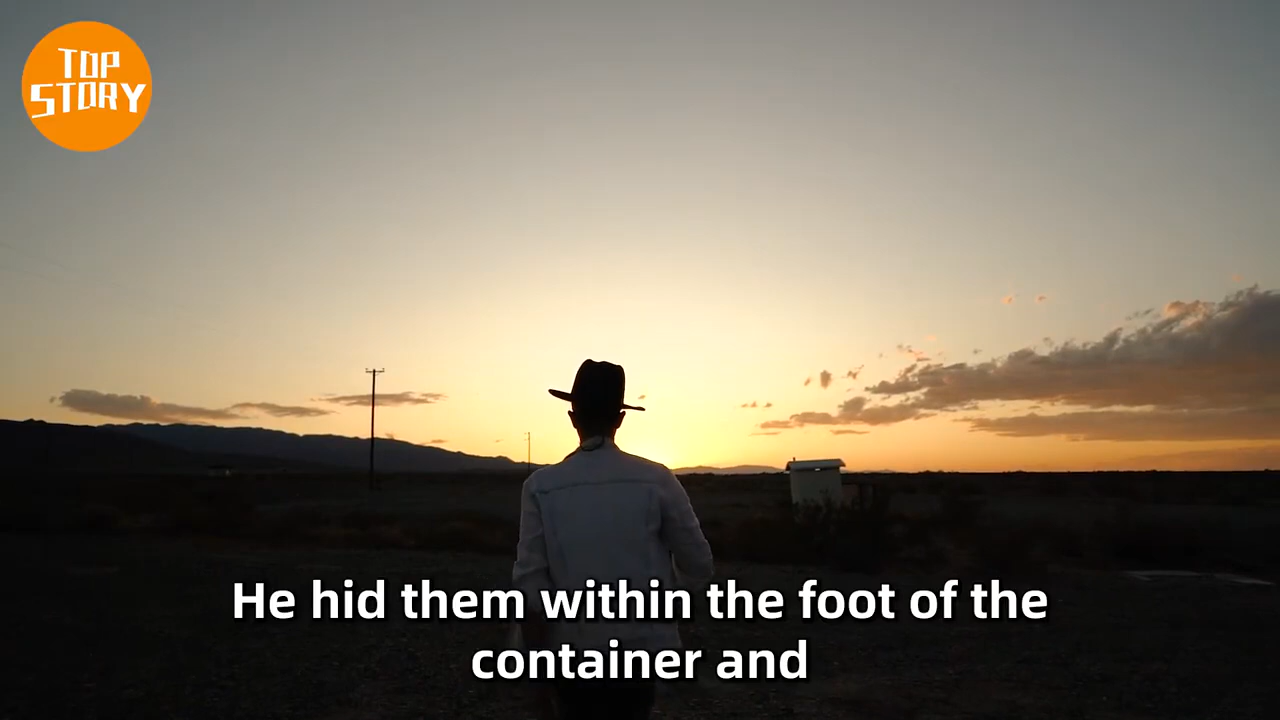 TOP
STORY
He hid them within the foot of the
container and